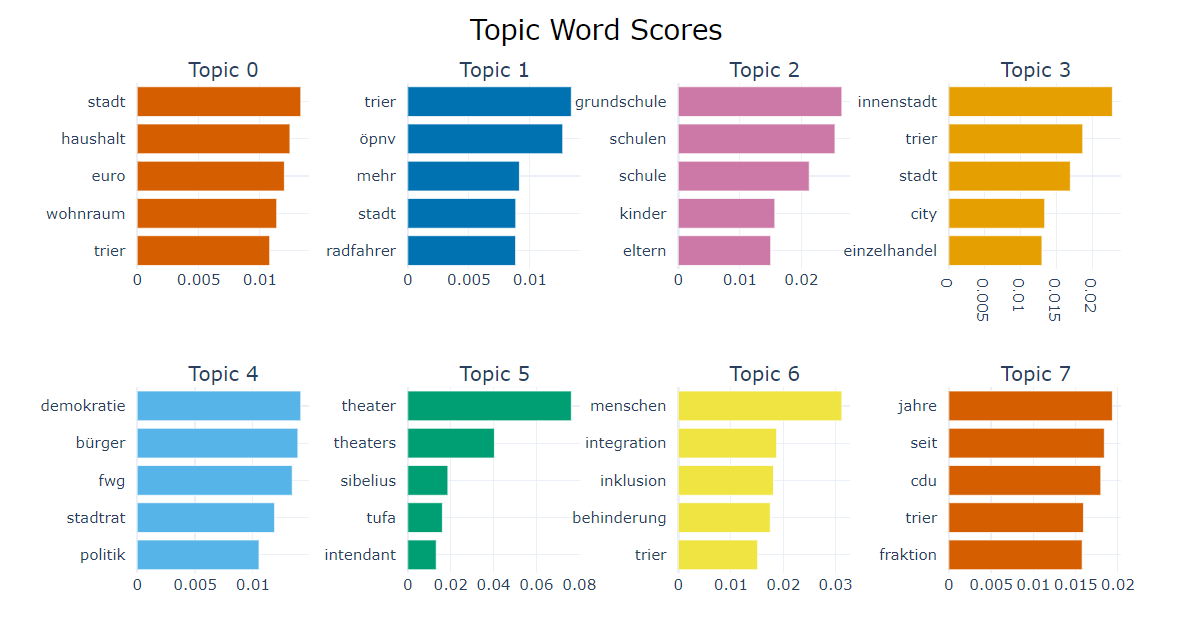 Topic Word Scores
Topic 0
stadt
haushalt
euro
wohnraum
trier
0 0.005 0.01
Topic 1
trier
öpnv
mehr
stadt
radfahrer
0 0.005 0.01
Topic 2
grundschule
schulen
schule
kinder
eltern
0 0.01 0.02
Topic 3
innenstadt
trier
stadt
city
einzelhandel
0 0.005 0.01 0.015 0.02
Topic 4
demokratie
bürger
fwg
stadtrat
politik
0 0.005 0.01
Topic 5
theater
theaters
sibelius
tufa
intendant
0 0.02 0.04 0.06 0.08
Topic 6
menschen
integration
inklusion
behinderung
trier
0 0.01 0.02 0.03
Topic 7
jahre
seit
cdu
trier
fraktion
0 0.005 0.01 0.015 0.02